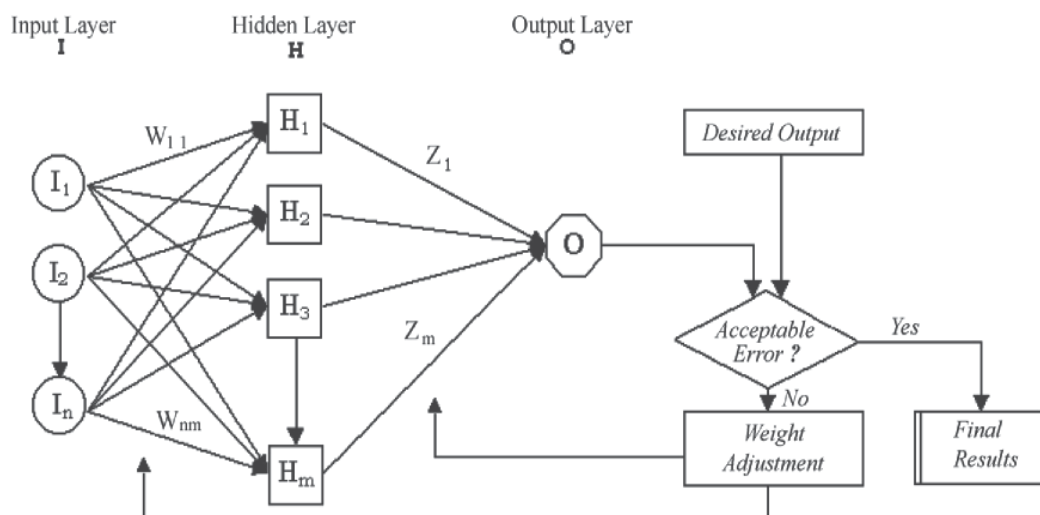 Input Layer
I
Hidden Layer
H
Output Layer
O
W₁₁
H₁
Z₁
Desired Output
I₁
H₂
O
I₂
H₃
Acceptable
Error ?
Yes
Zₘ
Iₙ
Wₙₘ
No
Weight
Adjustment
Final
Results
Hₘ